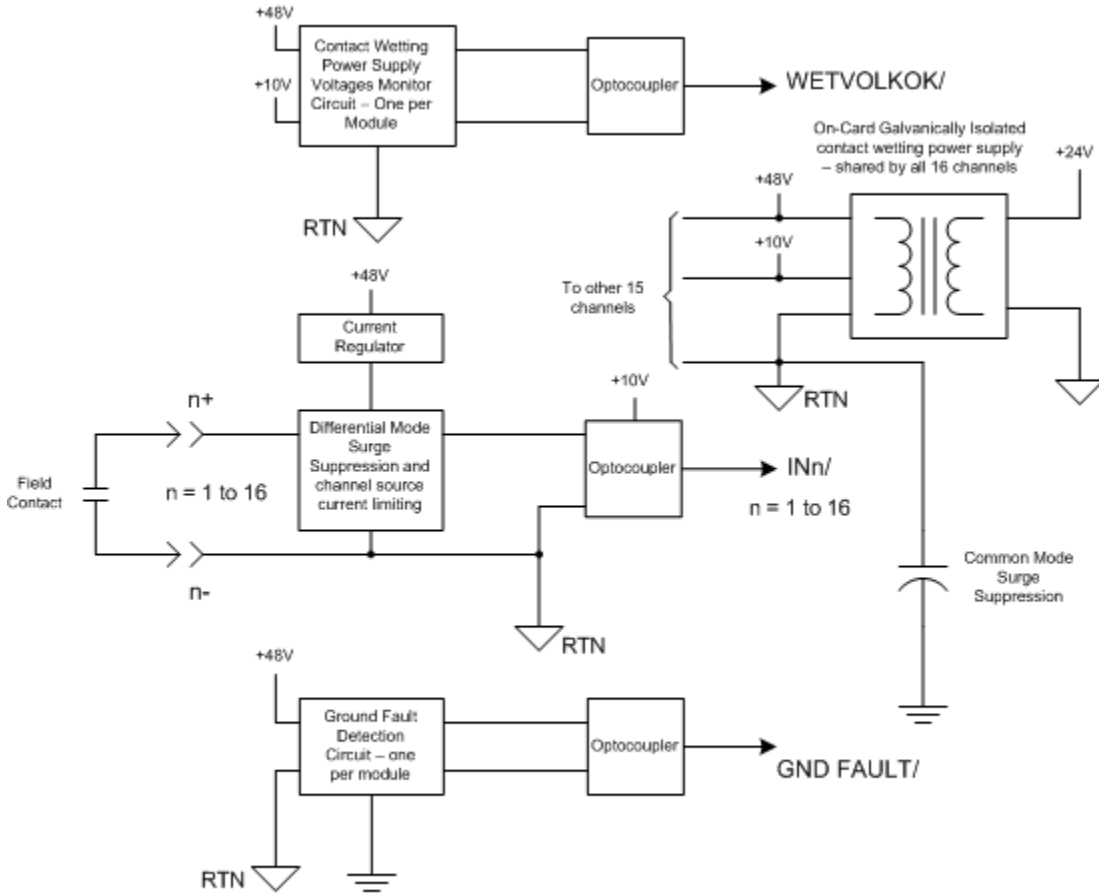 +48V
+10V
Contact Wetting
Power Supply
Voltages Monitor
Circuit – One per
Module
Optocoupler
WETVOLKOK/
RTN
On-Card Galvanically Isolated
contact wetting power supply
– shared by all 16 channels
+24V
+48V
+10V
To other 15
channels
RTN
+48V
Current
Regulator
n+
Field
Contact
n = 1 to 16
n-
Differential Mode
Surge
Suppression and
channel source
current limiting
+10V
Optocoupler
INn/
n = 1 to 16
RTN
Common Mode
Surge
Suppression
+48V
Ground Fault
Detection
Circuit – one
per module
Optocoupler
GND FAULT/
RTN